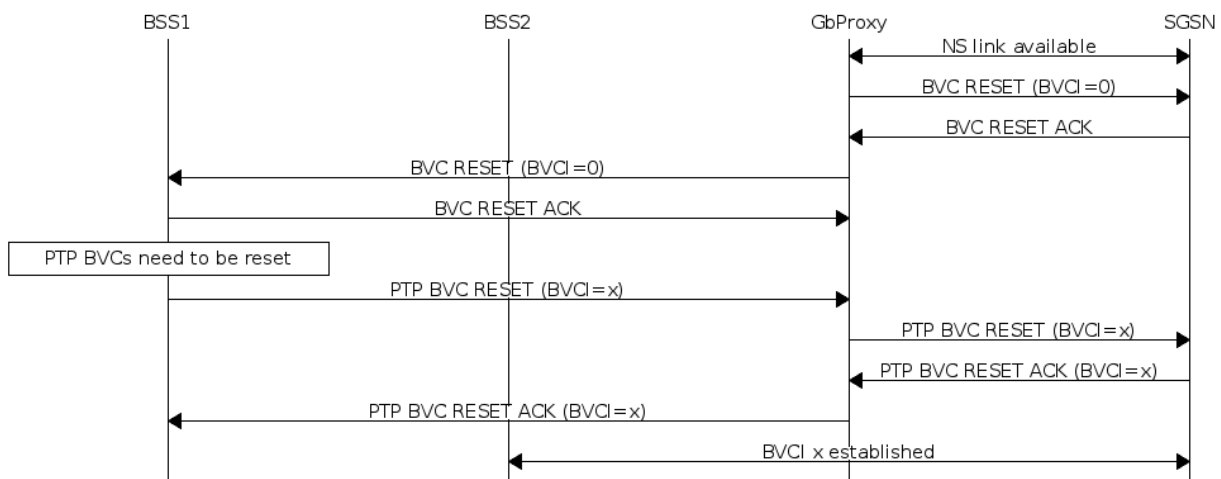 BSS1 BSS2 GbProxy SGSN
NS link available
BVC RESET (BVCI=0)
BVC RESET ACK
BVC RESET (BVCI=0)
BVC RESET ACK
PTP BVCs need to be reset
PTP BVC RESET (BVCI=x)
PTP BVC RESET (BVCI=x)
PTP BVC RESET ACK (BVCI=x)
PTP BVC RESET ACK (BVCI=x)
BVCI x established